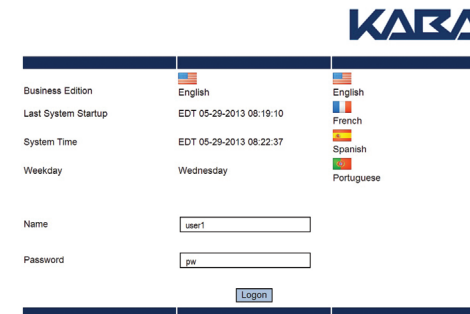 KABA
Business Edition English English
Last System Startup EDT 05-29-2013 08:19:10 French
System Time EDT 05-29-2013 08:22:37 Spanish
Weekday Wednesday Portuguese
Name user1
Password pw
Logon